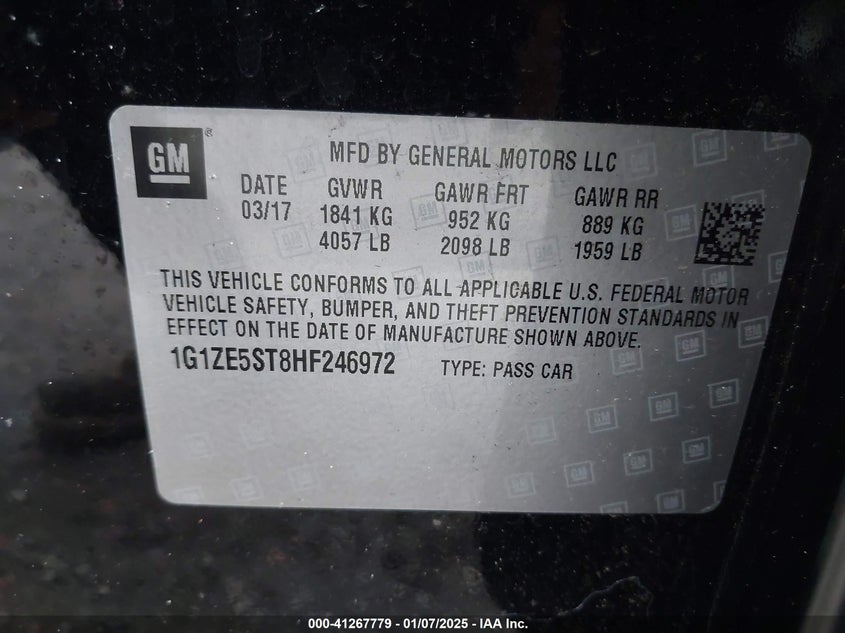 GM ®
MFD BY GENERAL MOTORS LLC
DATE GVWR GAWR FRT GAWR RR
03/17 1841 KG 952 KG 889 KG
4057 LB 2098 LB 1959 LB
THIS VEHICLE CONFORMS TO ALL APPLICABLE U.S. FEDERAL MOTOR
VEHICLE SAFETY, BUMPER, AND THEFT PREVENTION STANDARDS IN
EFFECT ON THE DATE OF MANUFACTURE SHOWN ABOVE.
1G1ZE5ST8HF246972 TYPE: PASS CAR
000-41267779 - 01/07/2025 - IAA Inc.